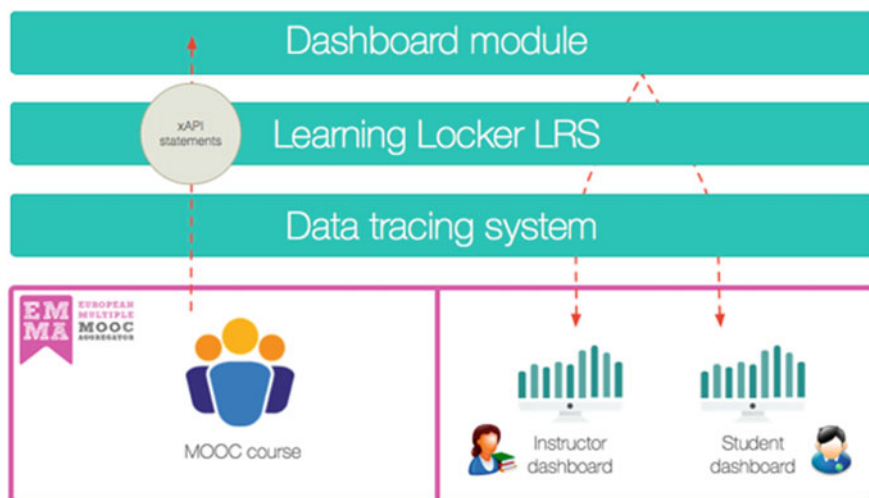 Dashboard module
xAPI
statements
Learning Locker LRS
Data tracing system
EM
MA
EUROPEAN
MULTIPLE
MOOC
AGGREGATOR
MOOC course
Instructor
dashboard
Student
dashboard